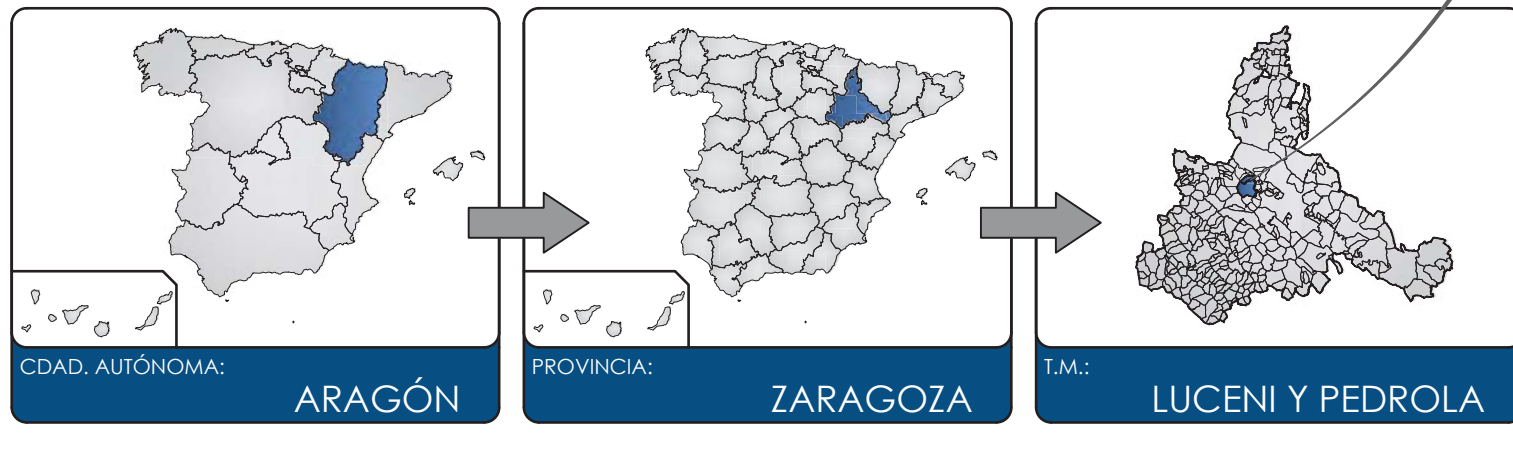 CDAD. AUTÓNOMA:
ARAGÓN
PROVINCIA:
ZARAGOZA
T.M.:
LUCENI Y PEDROLA